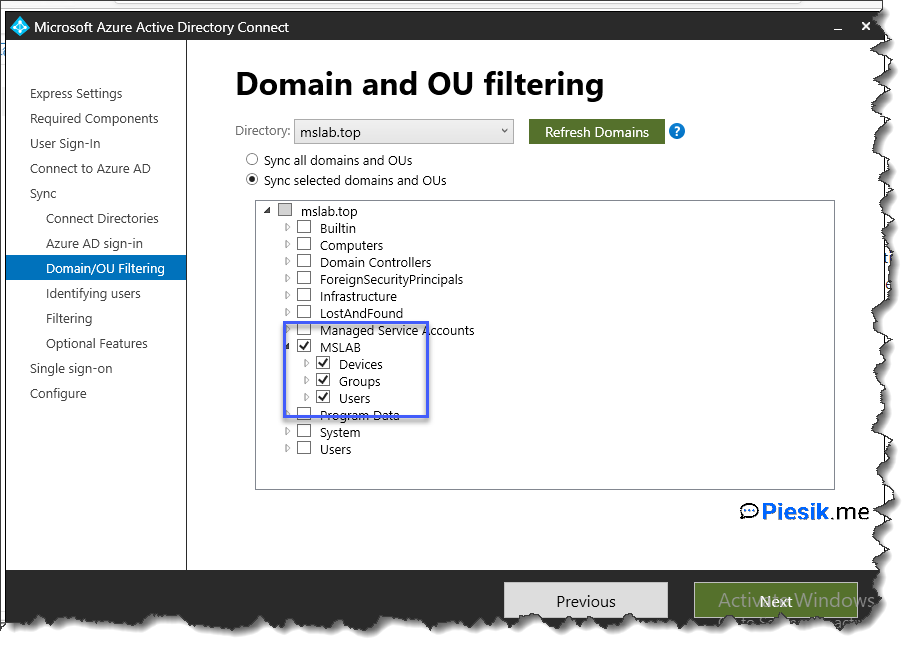 Microsoft Azure Active Directory Connect
Domain and OU filtering
Express Settings
Required Components
User Sign-In
Connect to Azure AD
Sync
Connect Directories
Azure AD sign-in
Domain/OU Filtering
Identifying users
Filtering
Optional Features
Single sign-on
Configure
Directory: mslab.top Refresh Domains ?
Sync all domains and OUs
Sync selected domains and OUs
mslab.top
Builtin
Computers
Domain Controllers
ForeignSecurityPrincipals
Infrastructure
LostAndFound
Managed Service Accounts
MSLAB
Devices
Groups
Users
Program Data
System
Users
Piesik.me
Previous
Next
Activate Windows